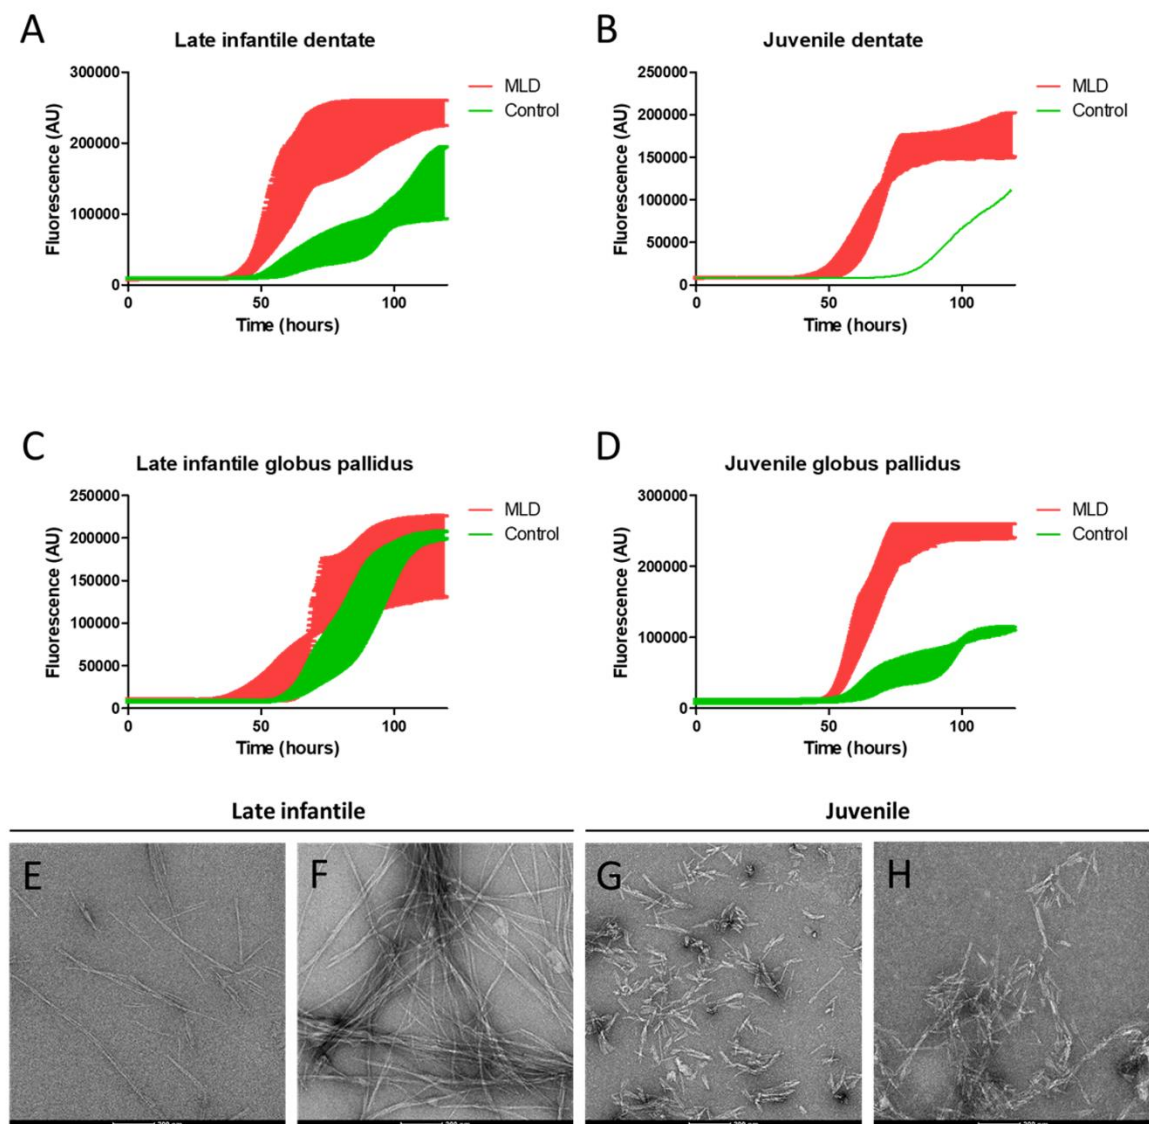 A
Late infantile dentate
Fluorescence (AU)
300000
200000
100000
0
0 50 100
Time (hours)
MLD
Control
B
Juvenile dentate
Fluorescence (AU)
250000
200000
150000
100000
50000
0
0 50 100
Time (hours)
MLD
Control
C
Late infantile globus pallidus
Fluorescence (AU)
250000
200000
150000
100000
50000
0
0 50 100
Time (hours)
MLD
Control
D
Juvenile globus pallidus
Fluorescence (AU)
300000
200000
100000
0
0 50 100
Time (hours)
MLD
Control
Late infantile
Juvenile
E
F
G
H